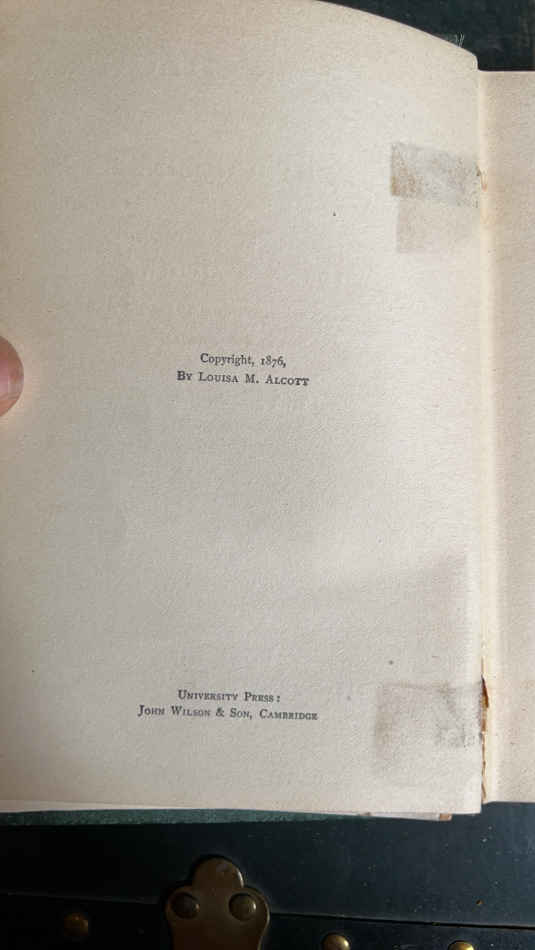 Copyright, 1876,
By Louisa M. Alcott
University Press:
John Wilson & Son, Cambridge